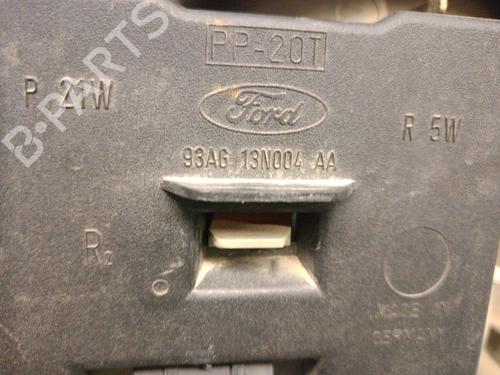 PP-20T
B-PARTS
P 21W
Ford
R 5W
93AG 13N004 AA
R2
MADE IN
GERMANY